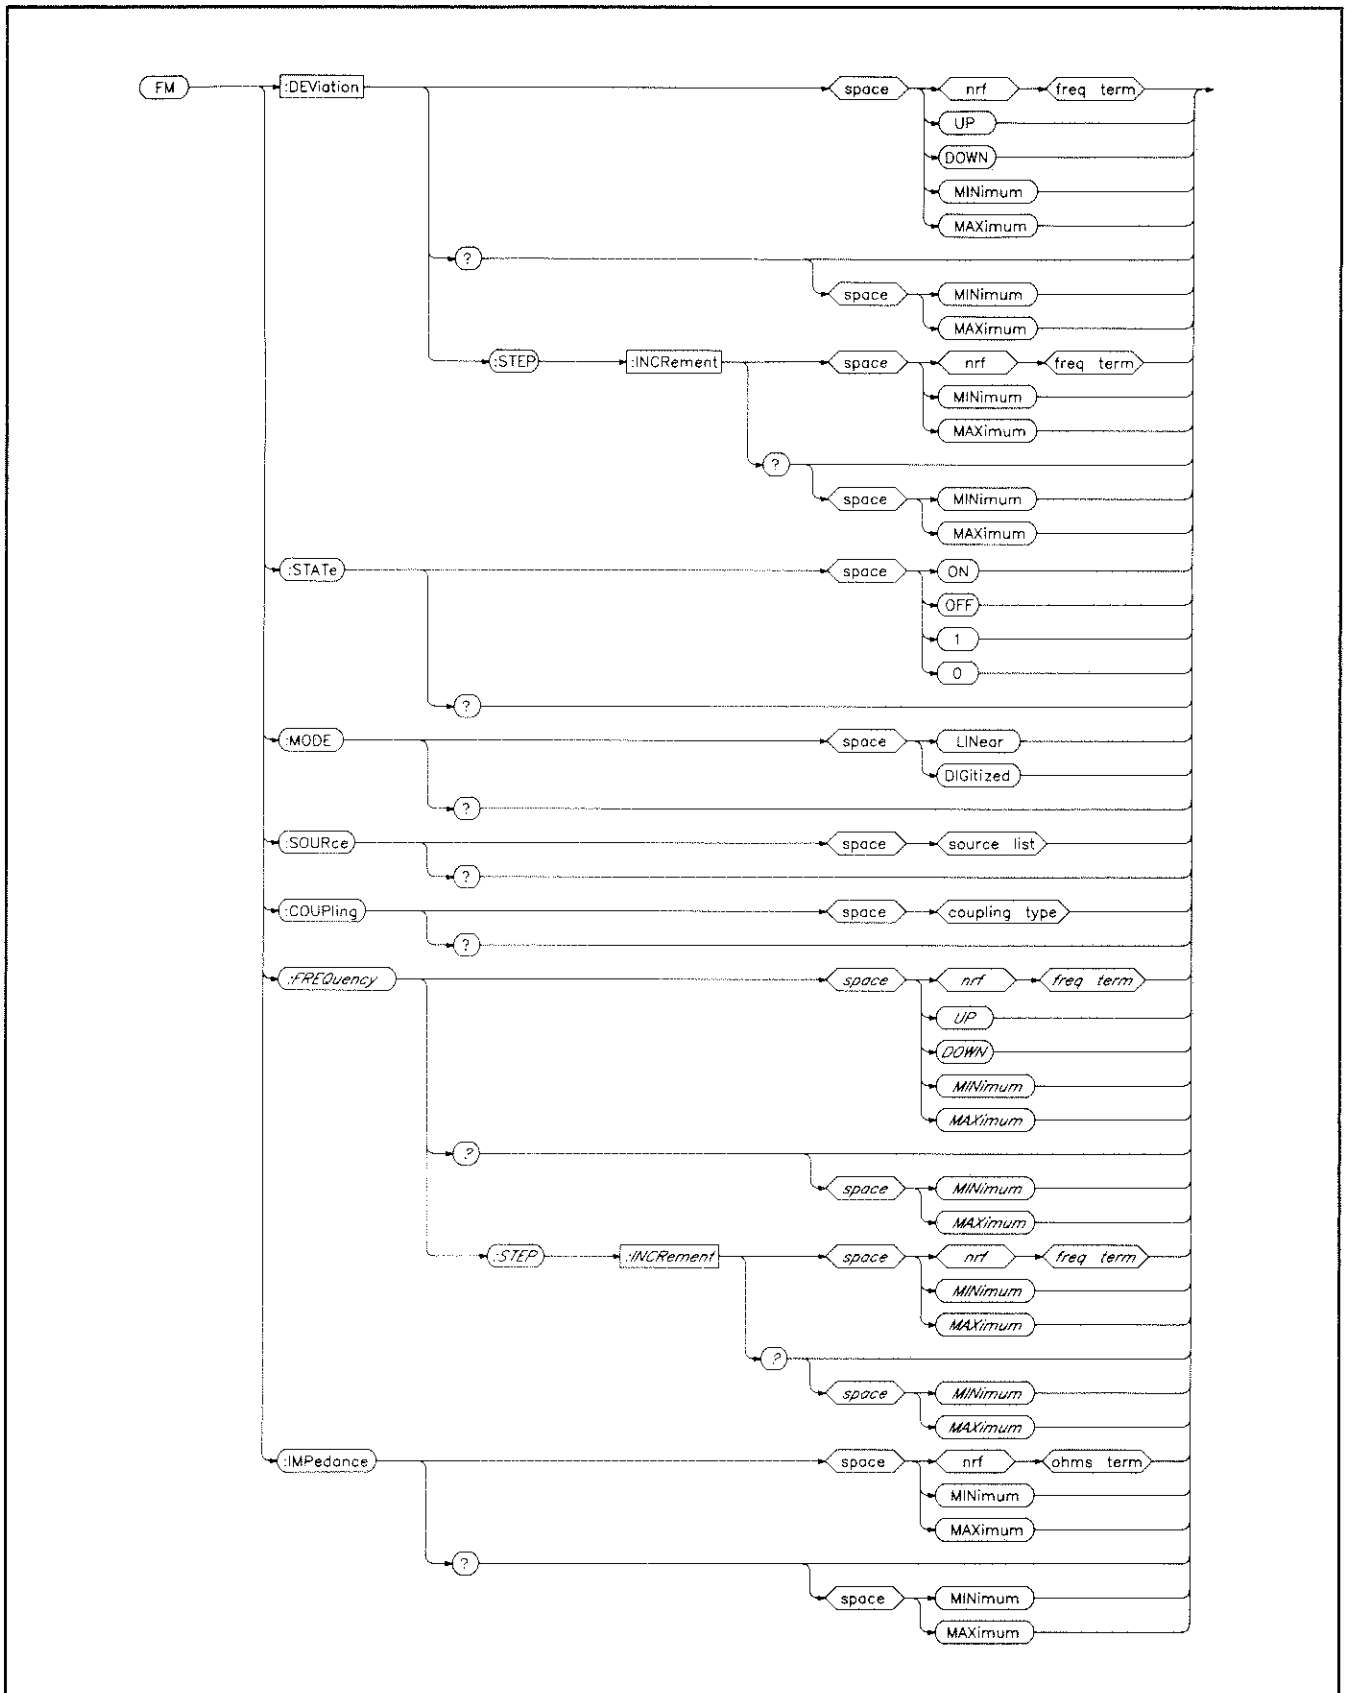 FM :DEViation space nrf freq term
UP
DOWN
MINimum
MAXimum
?
space MINimum
MAXimum
:STEP :INCRement space nrf freq term
MINimum
MAXimum
?
space MINimum
MAXimum
:STATe space ON
OFF
1
0
?
:MODE space LINear
DIGitized
?
:SOURce space source list
?
:COUPling space coupling type
?
:FREQuency space nrf freq term
UP
DOWN
MINimum
MAXimum
?
space MINimum
MAXimum
:STEP :INCRement space nrf freq term
MINimum
MAXimum
?
space MINimum
MAXimum
:IMPedance space nrf ohms term
MINimum
MAXimum
?
space MINimum
MAXimum